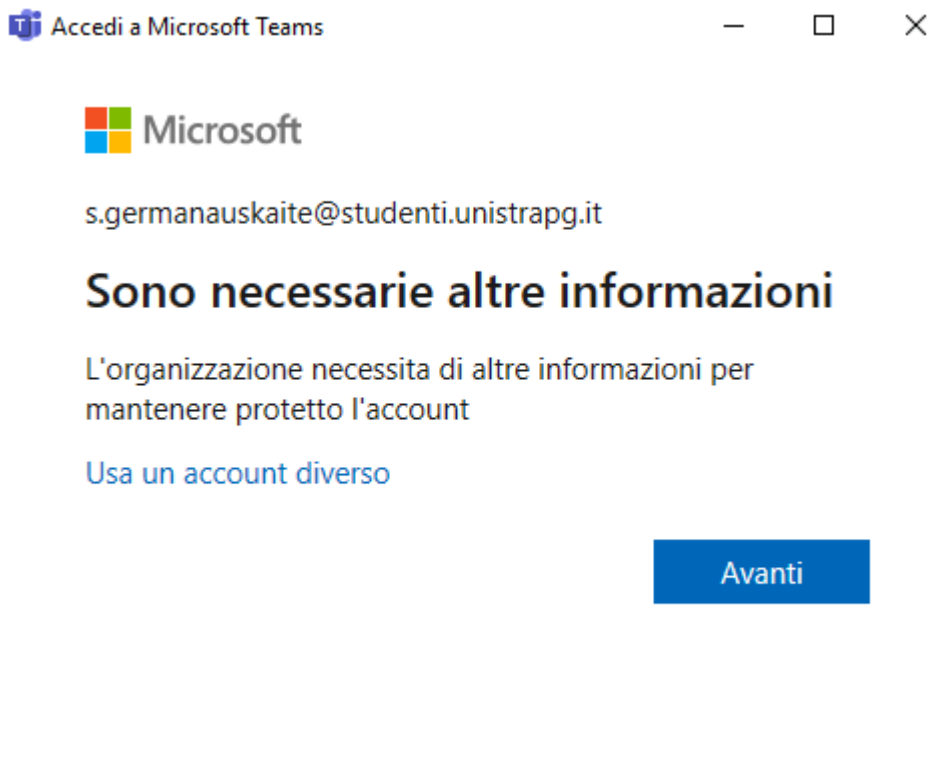 Accedi a Microsoft Teams
Microsoft
s.germanauskaite@studenti.unistrapg.it
Sono necessarie altre informazioni
L'organizzazione necessita di altre informazioni per
mantenere protetto l'account
Usa un account diverso
Avanti